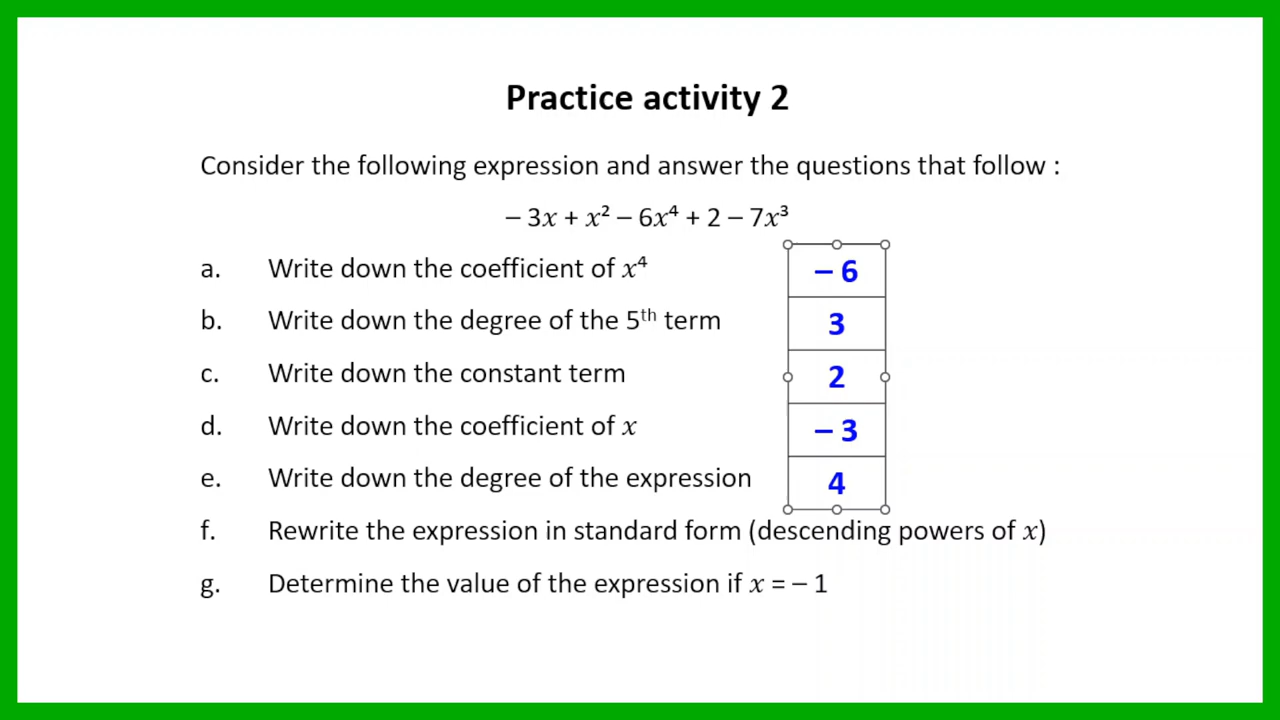 Practice activity 2
Consider the following expression and answer the questions that follow :
– 3x + x² – 6x⁴ + 2 – 7x³
a. Write down the coefficient of x⁴ – 6
b. Write down the degree of the 5ᵗʰ term 3
c. Write down the constant term 2
d. Write down the coefficient of x – 3
e. Write down the degree of the expression 4
f. Rewrite the expression in standard form (descending powers of x)
g. Determine the value of the expression if x = – 1